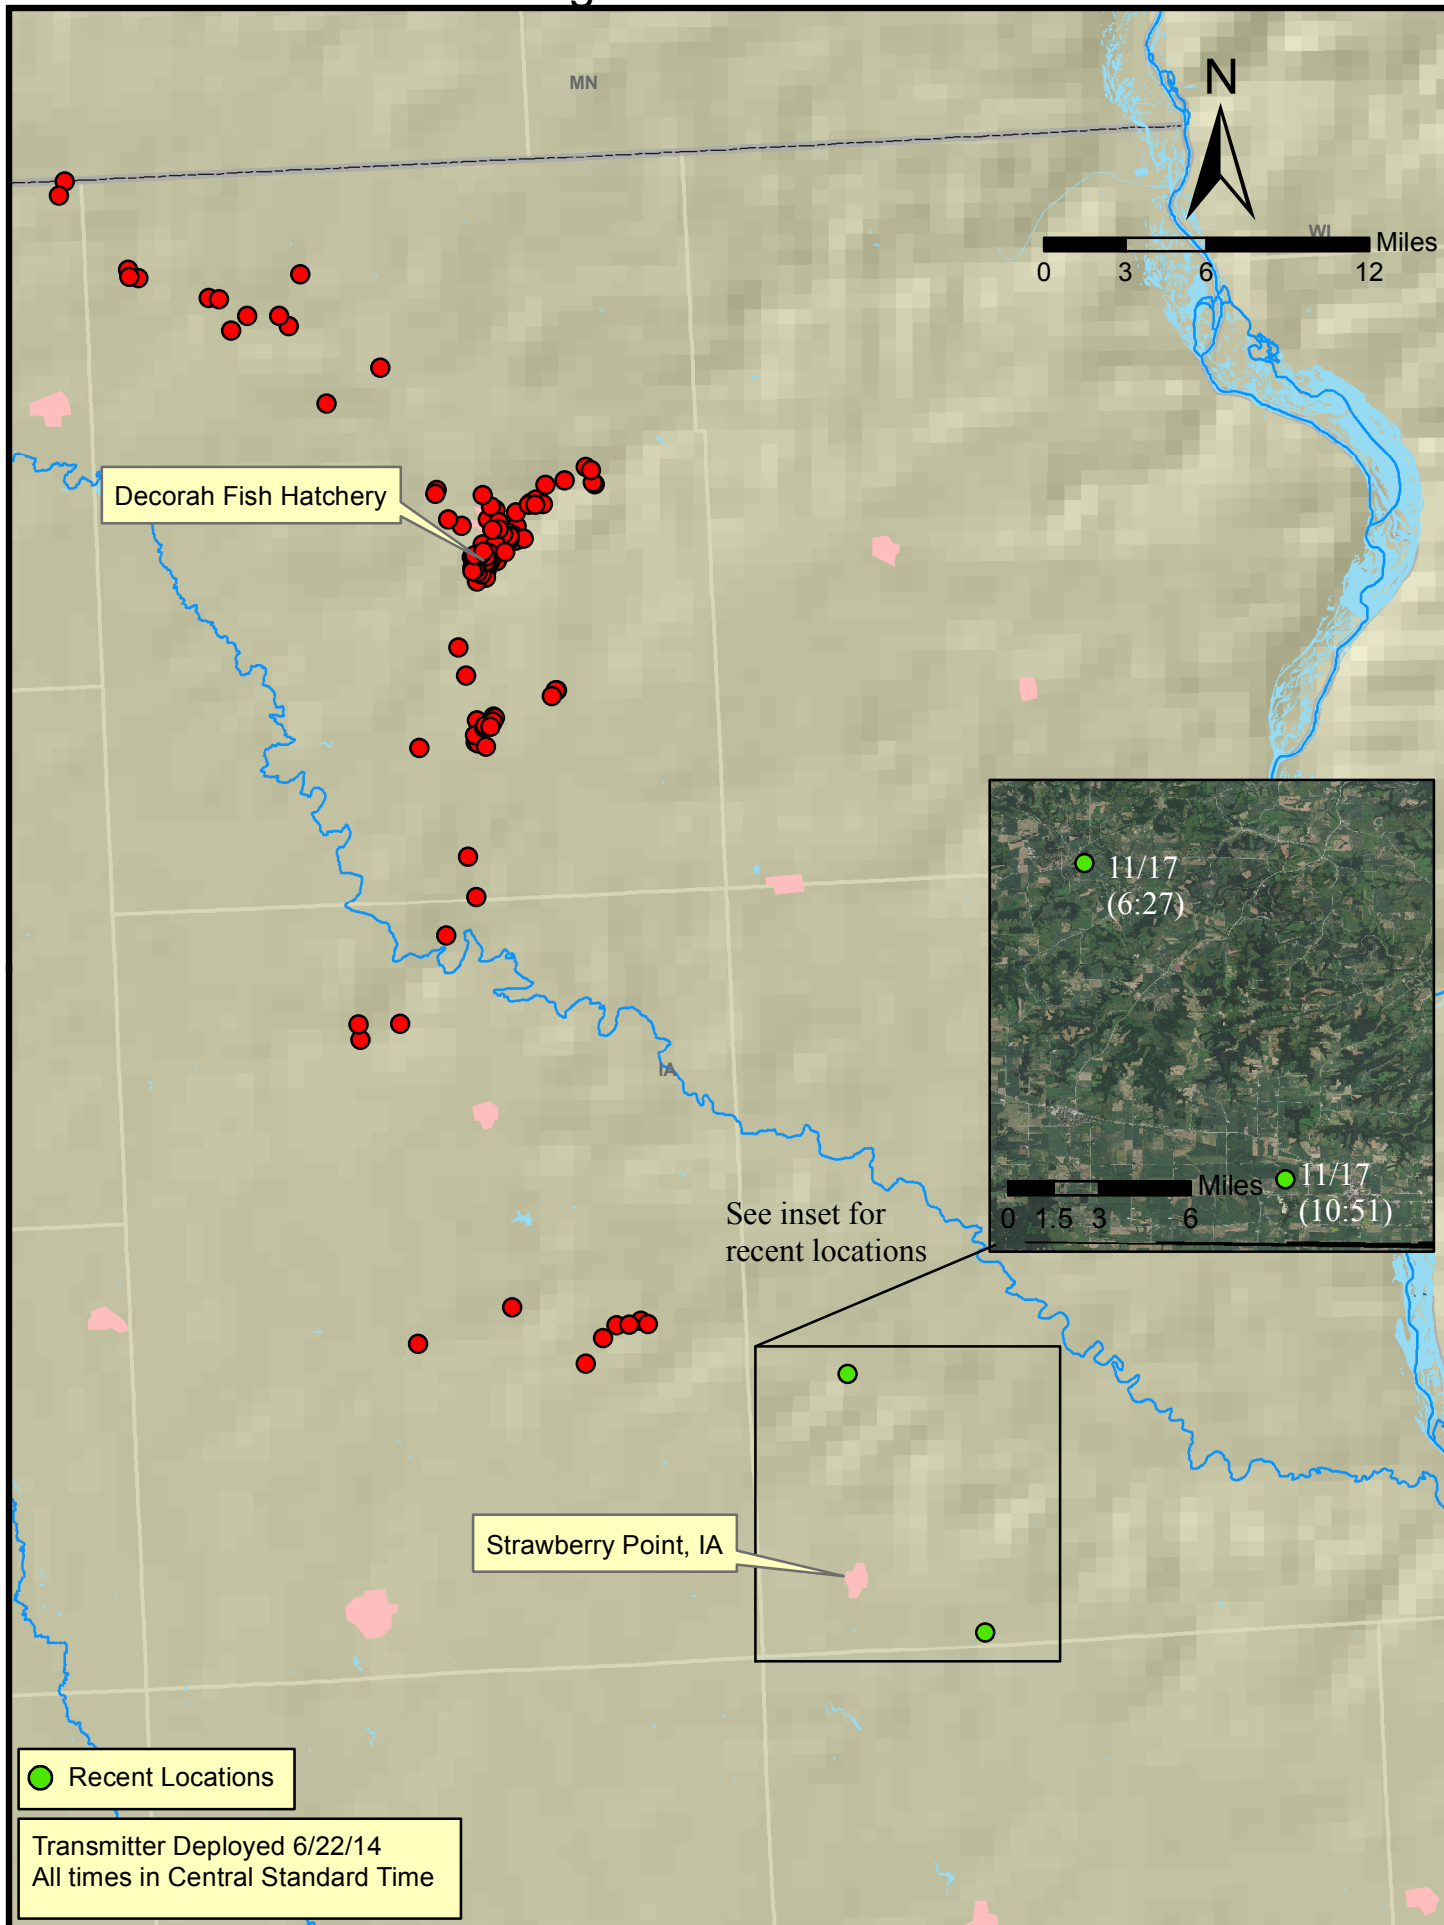 MN
N
WI
Miles
0 3 6 12
Decorah Fish Hatchery
11/17
(6:27)
IA
11/17
(10:51)
Miles
0 1.5 3 6
See inset for
recent locations
Strawberry Point, IA
Recent Locations
Transmitter Deployed 6/22/14
All times in Central Standard Time